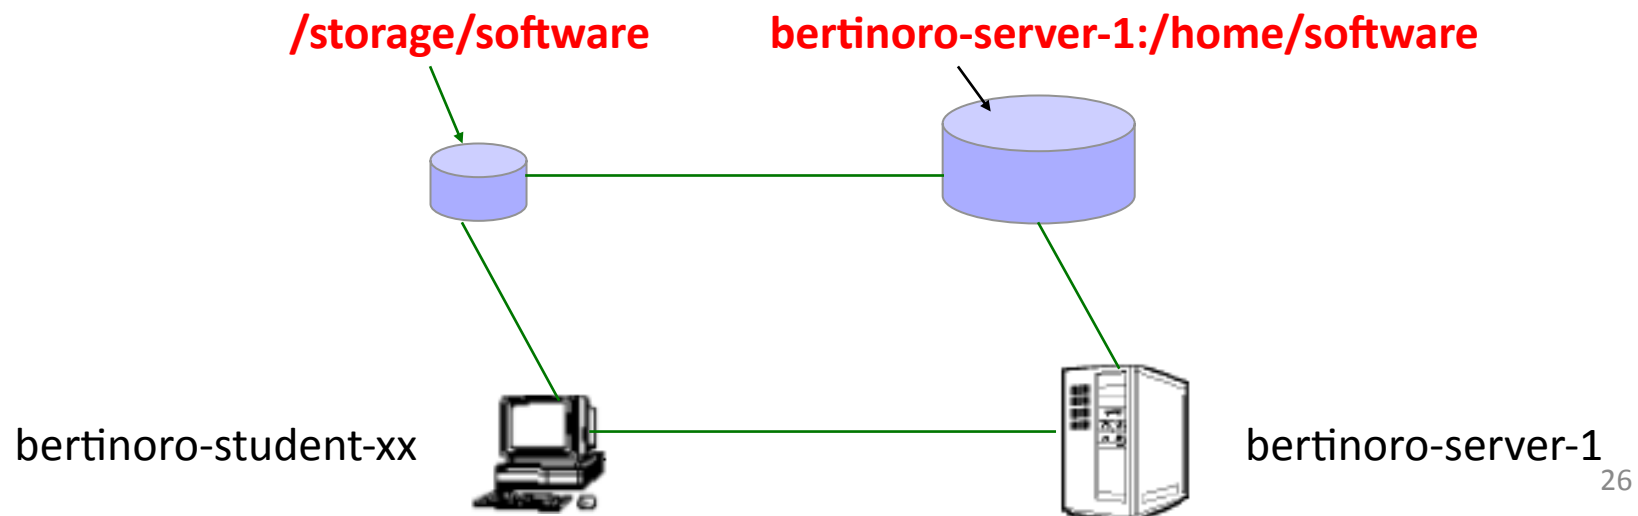 /storage/software
bertinoro-server-1:/home/software
bertinoro-student-xx
bertinoro-server-1
26